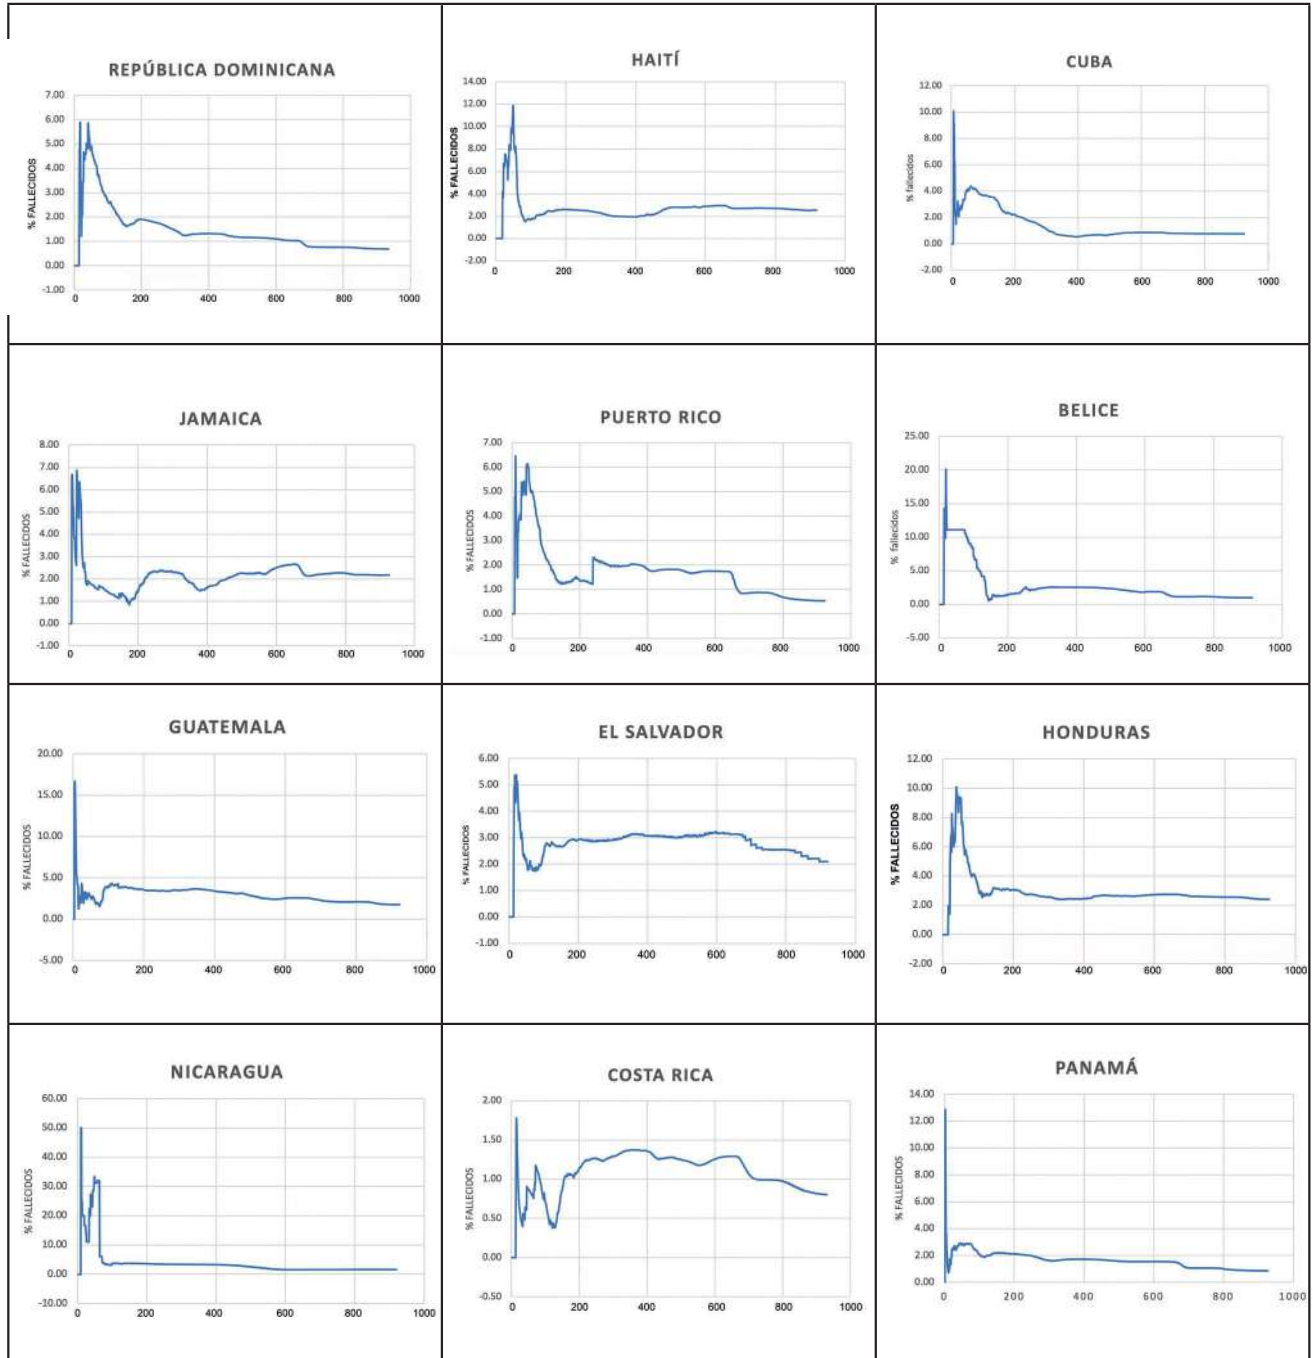 REPÚBLICA DOMINICANA
% FALLECIDOS
7.00
6.00
5.00
4.00
3.00
2.00
1.00
0.00
-1.00
0 200 400 600 800 1000
HAITÍ
% FALLECIDOS
14.00
12.00
10.00
8.00
6.00
4.00
2.00
0.00
-2.00
0 200 400 600 800 1000
CUBA
% fallecidos
12.00
10.00
8.00
6.00
4.00
2.00
0.00
-2.00
0 200 400 600 800 1000
JAMAICA
% FALLECIDOS
8.00
7.00
6.00
5.00
4.00
3.00
2.00
1.00
0.00
-1.00
0 200 400 600 800 1000
PUERTO RICO
% FALLECIDOS
7.00
6.00
5.00
4.00
3.00
2.00
1.00
0.00
-1.00
0 200 400 600 800 1000
BELICE
% fallecidos
25.00
20.00
15.00
10.00
5.00
0.00
-5.00
0 200 400 600 800 1000
GUATEMALA
% FALLECIDOS
20.00
15.00
10.00
5.00
0.00
-5.00
0 200 400 600 800 1000
EL SALVADOR
% FALLECIDOS
6.00
5.00
4.00
3.00
2.00
1.00
0.00
-1.00
0 200 400 600 800 1000
HONDURAS
% FALLECIDOS
12.00
10.00
8.00
6.00
4.00
2.00
0.00
-2.00
0 200 400 600 800 1000
NICARAGUA
% FALLECIDOS
60.00
50.00
40.00
30.00
20.00
10.00
0.00
-10.00
0 200 400 600 800 1000
COSTA RICA
% FALLECIDOS
2.00
1.50
1.00
0.50
0.00
-0.50
0 200 400 600 800 1000
PANAMÁ
% FALLECIDOS
14.00
12.00
10.00
8.00
6.00
4.00
2.00
0.00
0 200 400 600 800 1000